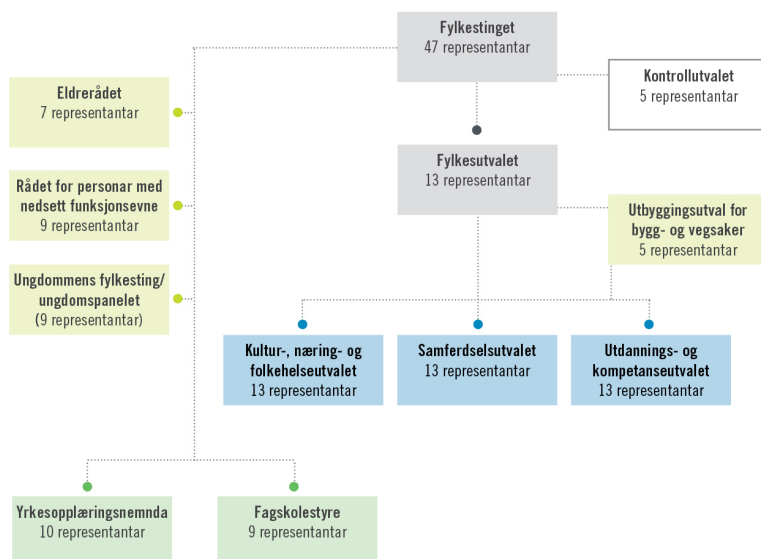 Fylkestinget
47 representantar
Kontrollutvalet
5 representantar
Eldrerådet
7 representantar
Fylkesutvalet
13 representantar
Rådet for personar med
nedsett funksjonsevne
9 representantar
Utbyggingsutval for
bygg- og vegsaker
5 representantar
Ungdommens fylkesting/
ungdomspanelet
(9 representantar)
Kultur-, næring- og
folkehelseutvalet
13 representantar
Samferdselsutvalet
13 representantar
Utdannings- og
kompetanseutvalet
13 representantar
Yrkesopplæringsnemnda
10 representantar
Fagskolestyre
9 representantar